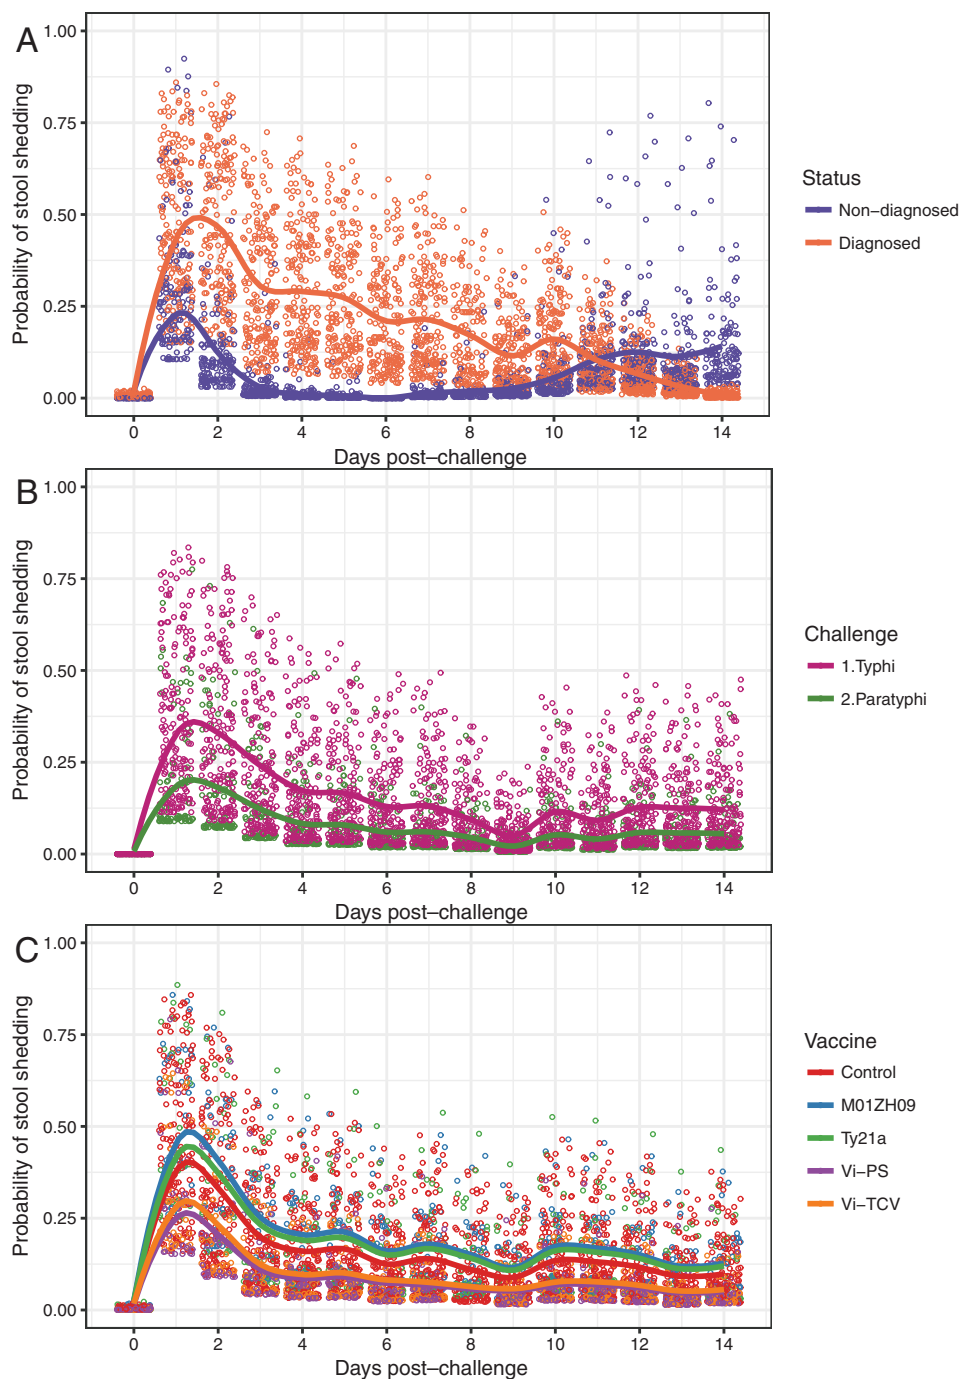 A
1.00
0.75
0.50
0.25
0.00
Probability of stool shedding
0 2 4 6 8 10 12 14
Days post–challenge
Status
Non–diagnosed
Diagnosed
B
1.00
0.75
0.50
0.25
0.00
Probability of stool shedding
0 2 4 6 8 10 12 14
Days post–challenge
Challenge
1.Typhi
2.Paratyphi
C
1.00
0.75
0.50
0.25
0.00
Probability of stool shedding
0 2 4 6 8 10 12 14
Days post–challenge
Vaccine
Control
M01ZH09
Ty21a
Vi–PS
Vi–TCV